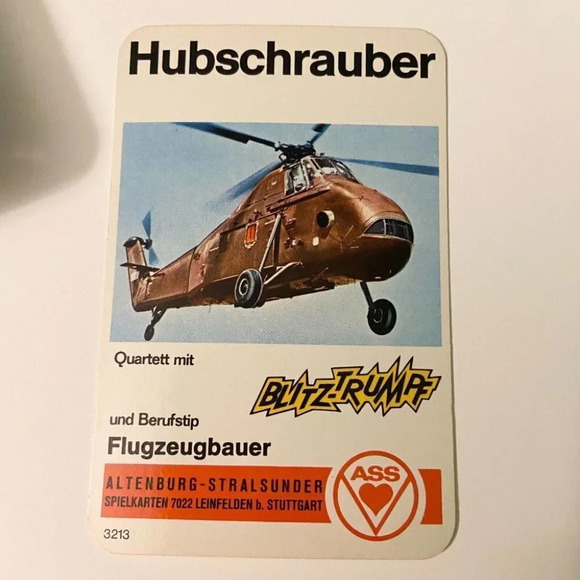 Hubschrauber
Quartett mit
BLITZ-TRUMPF
und Berufstip
Flugzeugbauer
ALTENBURG-STRALSUNDER
SPIELKARTEN 7022 LEINFELDEN b. STUTTGART
ASS
3213